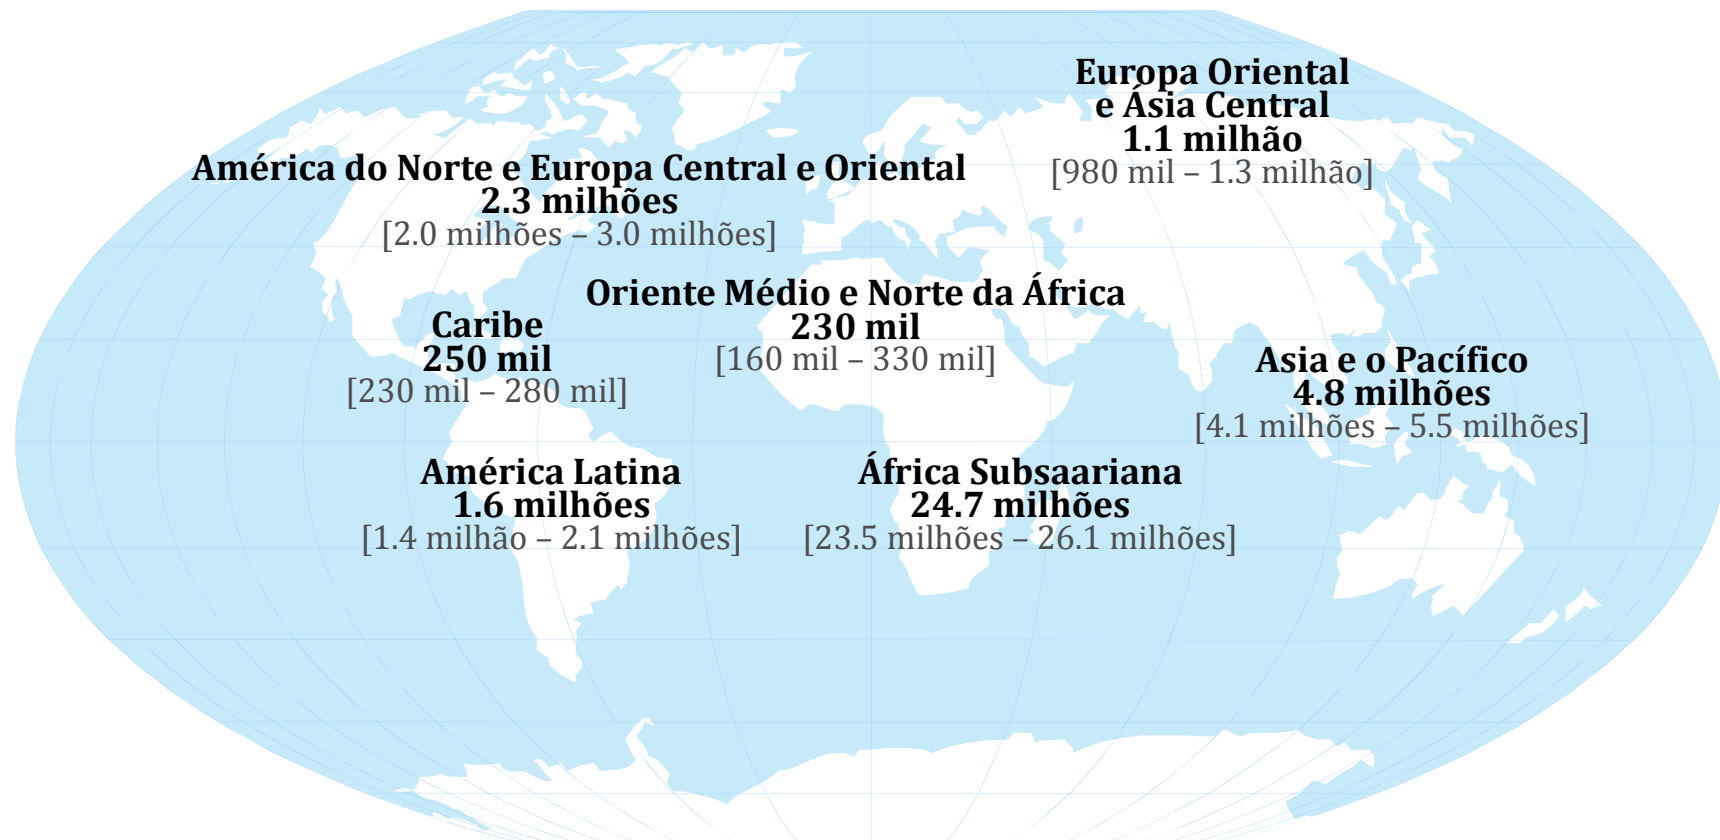 Europa Oriental
e Ásia Central
1.1 milhão
[980 mil – 1.3 milhão]
América do Norte e Europa Central e Oriental
2.3 milhões
[2.0 milhões – 3.0 milhões]
Oriente Médio e Norte da África
230 mil
[160 mil – 330 mil]
Caribe
250 mil
[230 mil – 280 mil]
Asia e o Pacífico
4.8 milhões
[4.1 milhões – 5.5 milhões]
América Latina
1.6 milhões
[1.4 milhão – 2.1 milhões]
África Subsaariana
24.7 milhões
[23.5 milhões – 26.1 milhões]